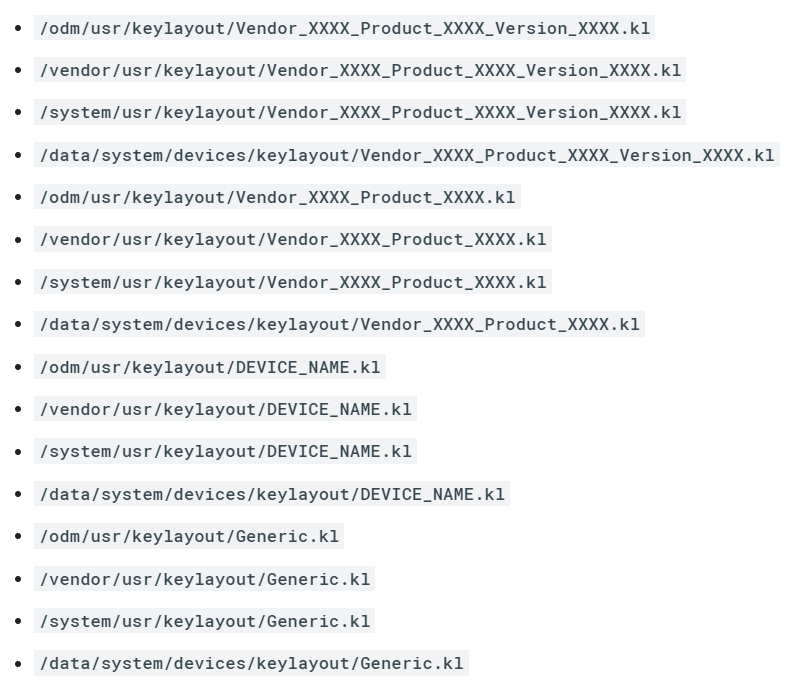 /odm/usr/keylayout/Vendor_XXXX_Product_XXXX_Version_XXXX.kl
/vendor/usr/keylayout/Vendor_XXXX_Product_XXXX_Version_XXXX.kl
/system/usr/keylayout/Vendor_XXXX_Product_XXXX_Version_XXXX.kl
/data/system/devices/keylayout/Vendor_XXXX_Product_XXXX_Version_XXXX.kl
/odm/usr/keylayout/Vendor_XXXX_Product_XXXX.kl
/vendor/usr/keylayout/Vendor_XXXX_Product_XXXX.kl
/system/usr/keylayout/Vendor_XXXX_Product_XXXX.kl
/data/system/devices/keylayout/Vendor_XXXX_Product_XXXX.kl
/odm/usr/keylayout/DEVICE_NAME.kl
/vendor/usr/keylayout/DEVICE_NAME.kl
/system/usr/keylayout/DEVICE_NAME.kl
/data/system/devices/keylayout/DEVICE_NAME.kl
/odm/usr/keylayout/Generic.kl
/vendor/usr/keylayout/Generic.kl
/system/usr/keylayout/Generic.kl
/data/system/devices/keylayout/Generic.kl